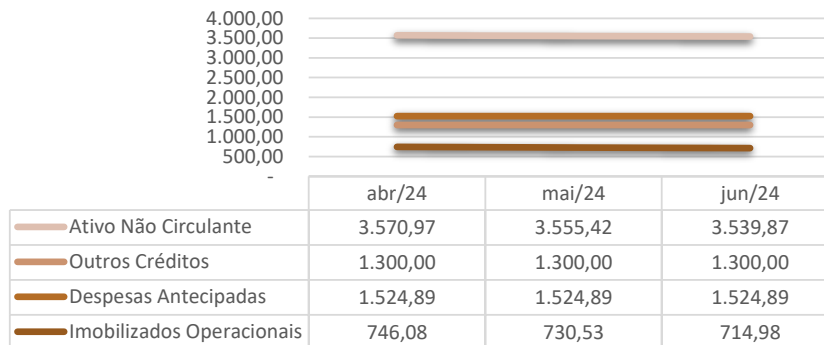 4.000,00
3.500,00
3.000,00
2.500,00
2.000,00
1.500,00
1.000,00
500,00
-
abr/24 mai/24 jun/24
Ativo Não Circulante 3.570,97 3.555,42 3.539,87
Outros Créditos 1.300,00 1.300,00 1.300,00
Despesas Antecipadas 1.524,89 1.524,89 1.524,89
Imobilizados Operacionais 746,08 730,53 714,98